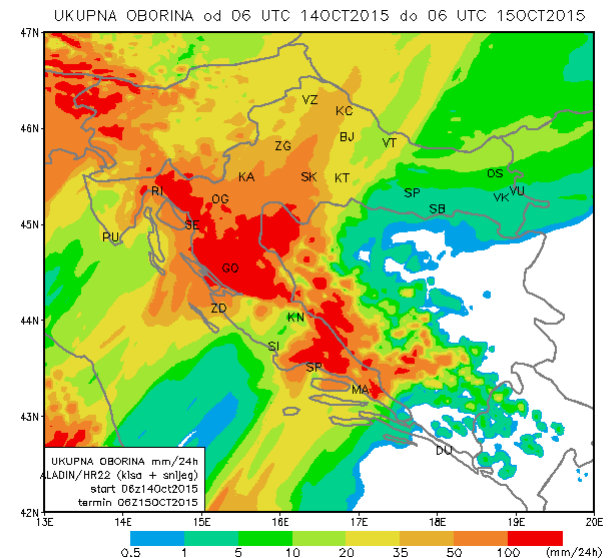 UKUPNA OBORINA od 06 UTC 14OCT2015 do 06 UTC 15OCT2015
47N
VZ
KC
46N
BJ
VT
ZG
OS
KA
SK
KT
RI
SP
VU
VK
OG
SB
45N
SE
PU
GO
ZD
KN
44N
SI
SP
MA
43N
DU
UKUPNA OBORINA mm/24h
ALADIN/HR22 (kisa + snijeg)
start 06z14Oct2015
termin 06Z15OCT2015
42N
13E 14E 15E 16E 17E 18E 19E 20E
0.5 1 5 10 20 35 50 100 (mm/24h)